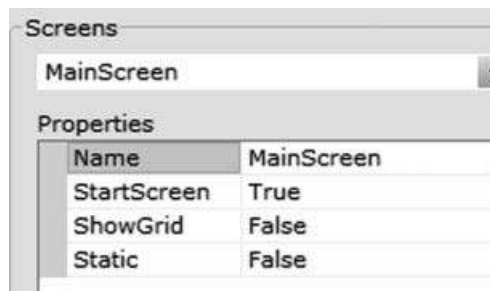 Screens
MainScreen
Properties
Name MainScreen
StartScreen True
ShowGrid False
Static False